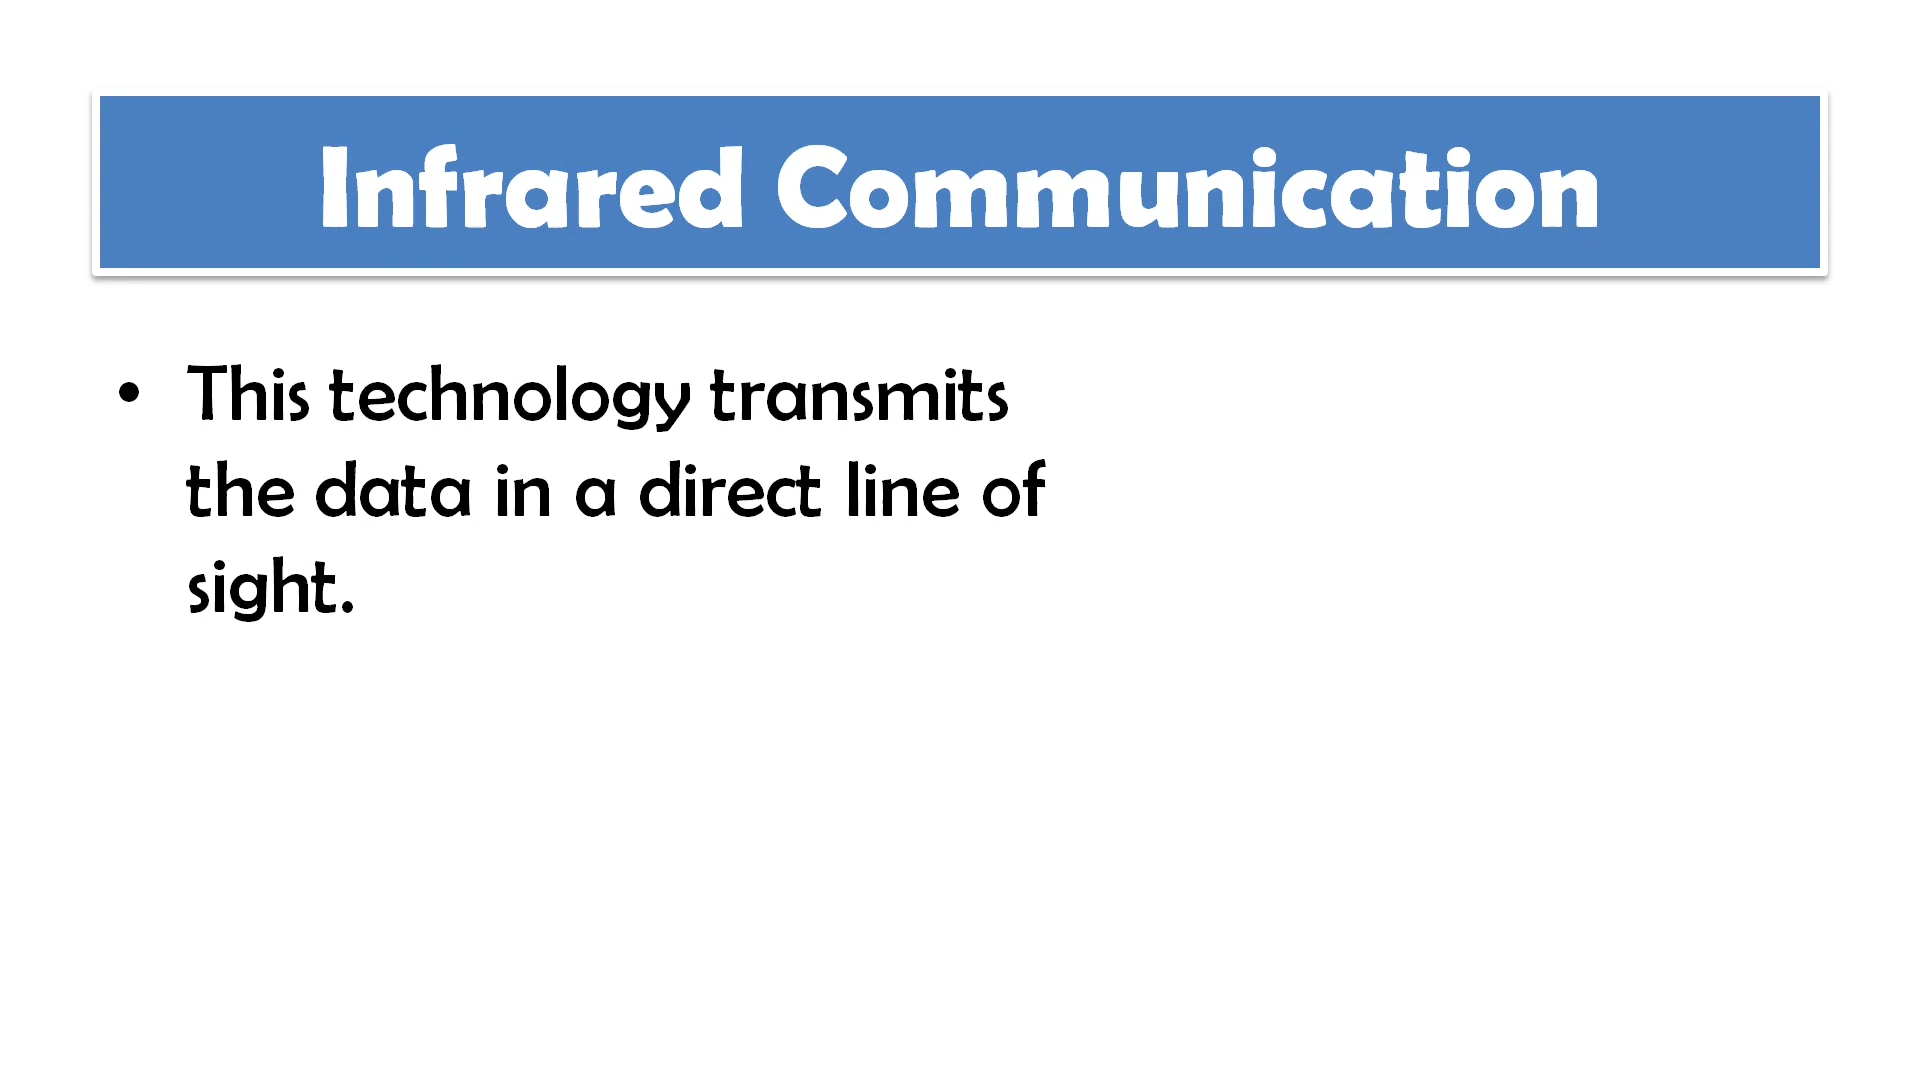 Infrared Communication
• This technology transmits
the data in a direct line of
sight.